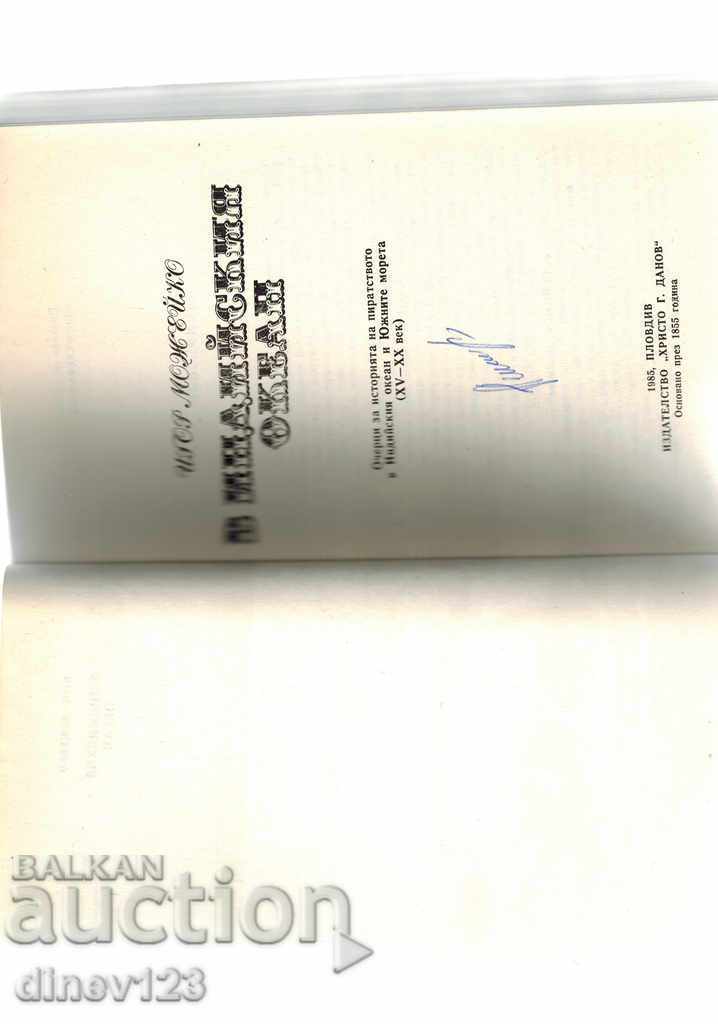 ИГОР МОЖЕЙКО
В ИНДИЙСКИЯ
ОКЕАН
Очерци за историята на пиратството
в Индийския океан и Южните морета
(XV—XX век)
1985, ПЛОВДИВ
ИЗДАТЕЛСТВО „ХРИСТО Г. ДАНОВ“
Основано през 1855 година
BALKAN
auction
dinev123